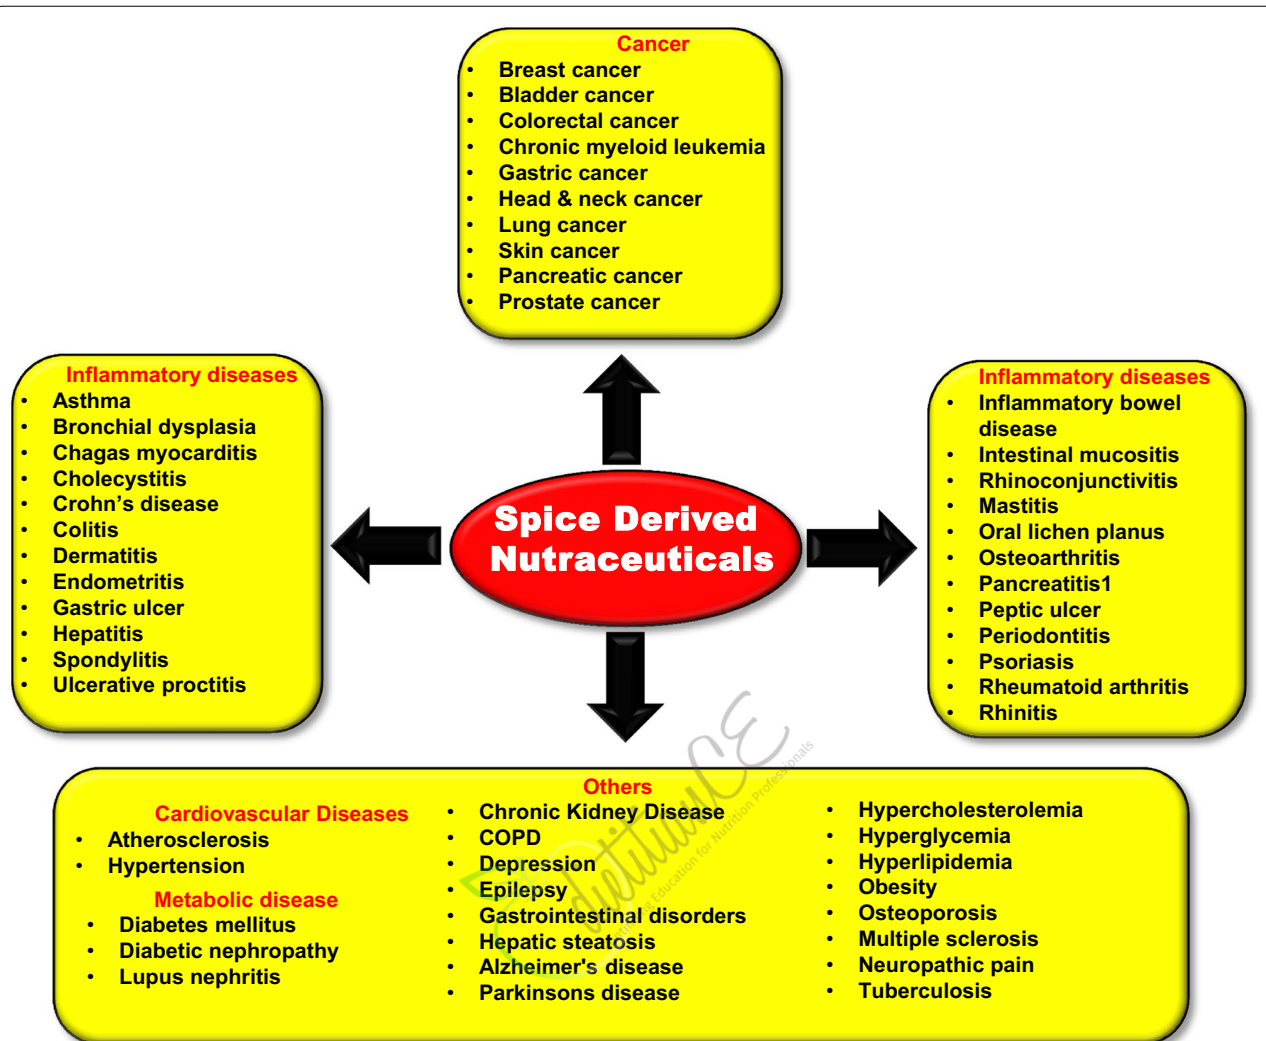 Cancer
• Breast cancer
• Bladder cancer
• Colorectal cancer
• Chronic myeloid leukemia
• Gastric cancer
• Head & neck cancer
• Lung cancer
• Skin cancer
• Pancreatic cancer
• Prostate cancer
Inflammatory diseases
• Asthma
• Bronchial dysplasia
• Chagas myocarditis
• Cholecystitis
• Crohn’s disease
• Colitis
• Dermatitis
• Endometritis
• Gastric ulcer
• Hepatitis
• Spondylitis
• Ulcerative proctitis
Spice Derived
Nutraceuticals
Inflammatory diseases
• Inflammatory bowel
disease
• Intestinal mucositis
• Rhinoconjunctivitis
• Mastitis
• Oral lichen planus
• Osteoarthritis
• Pancreatitis1
• Peptic ulcer
• Periodontitis
• Psoriasis
• Rheumatoid arthritis
• Rhinitis
Cardiovascular Diseases
• Atherosclerosis
• Hypertension
Metabolic disease
• Diabetes mellitus
• Diabetic nephropathy
• Lupus nephritis
Others
• Chronic Kidney Disease
• COPD
• Depression
• Epilepsy
• Gastrointestinal disorders
• Hepatic steatosis
• Alzheimer's disease
• Parkinsons disease
• Hypercholesterolemia
• Hyperglycemia
• Hyperlipidemia
• Obesity
• Osteoporosis
• Multiple sclerosis
• Neuropathic pain
• Tuberculosis
dietitianCE
Education for Nutrition Professionals